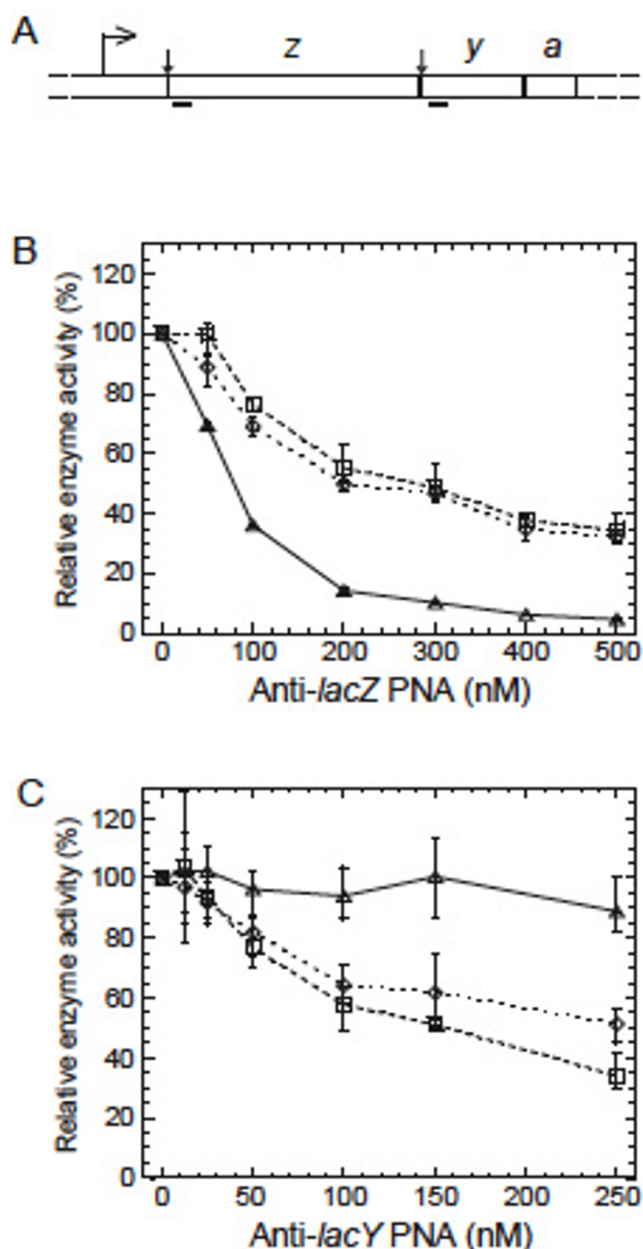 A
z
y
a
B
Relative enzyme activity (%)
120
100
80
60
40
20
0
0 100 200 300 400 500
Anti-lacZ PNA (nM)
C
Relative enzyme activity (%)
120
100
80
60
40
20
0
0 50 100 150 200 250
Anti-lacY PNA (nM)